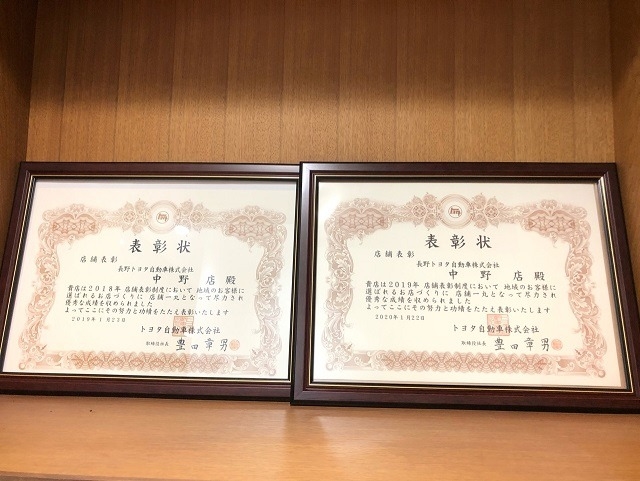 表彰状
店舗表彰
長野トヨタ自動車株式会社
中野店殿
貴店は2018年 店舗表彰制度において 地域のお客様に
選ばれるお店づくりに 店舗一丸となって尽力され
優秀な成績を収められました
よってここにその努力と功績をたたえ表彰いたします
2019年1月23日
トヨタ自動車株式会社
取締役社長 豊田章男
表彰状
店舗表彰
長野トヨタ自動車株式会社
中野店殿
貴店は2019年 店舗表彰制度において 地域のお客様に
選ばれるお店づくりに 店舗一丸となって尽力され
優秀な成績を収められました
よってここにその努力と功績をたたえ表彰いたします
2020年1月22日
トヨタ自動車株式会社
取締役社長 豊田章男